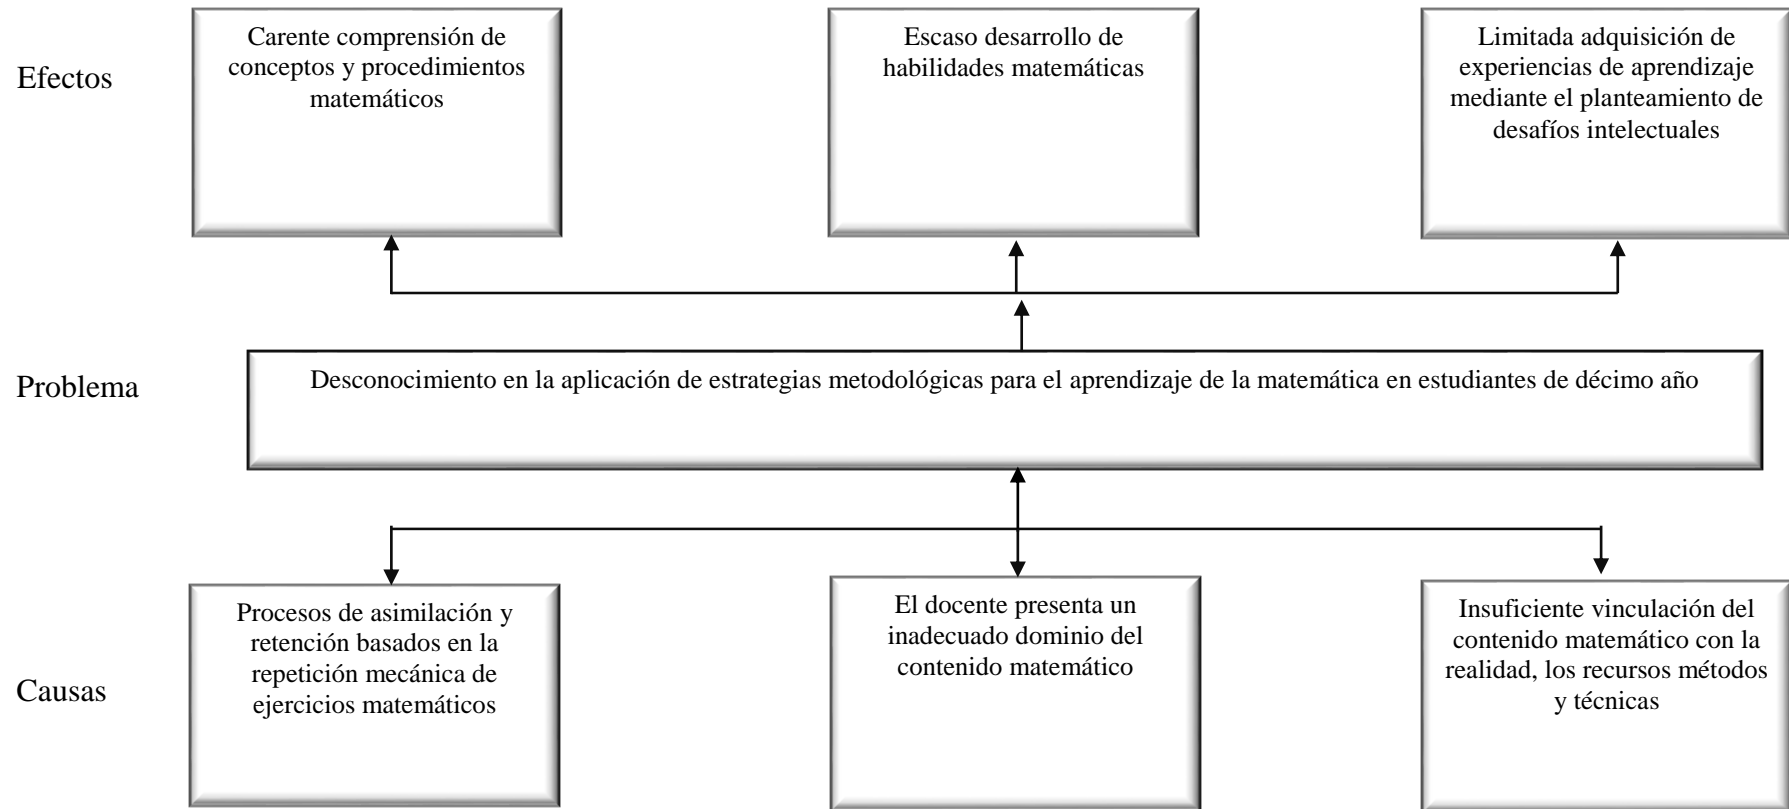 Efectos
Carente comprensión de
conceptos y procedimientos
matemáticos
Escaso desarrollo de
habilidades matemáticas
Limitada adquisición de
experiencias de aprendizaje
mediante el planteamiento de
desafíos intelectuales
Problema
Desconocimiento en la aplicación de estrategias metodológicas para el aprendizaje de la matemática en estudiantes de décimo año
Causas
Procesos de asimilación y
retención basados en la
repetición mecánica de
ejercicios matemáticos
El docente presenta un
inadecuado dominio del
contenido matemático
Insuficiente vinculación del
contenido matemático con la
realidad, los recursos métodos
y técnicas